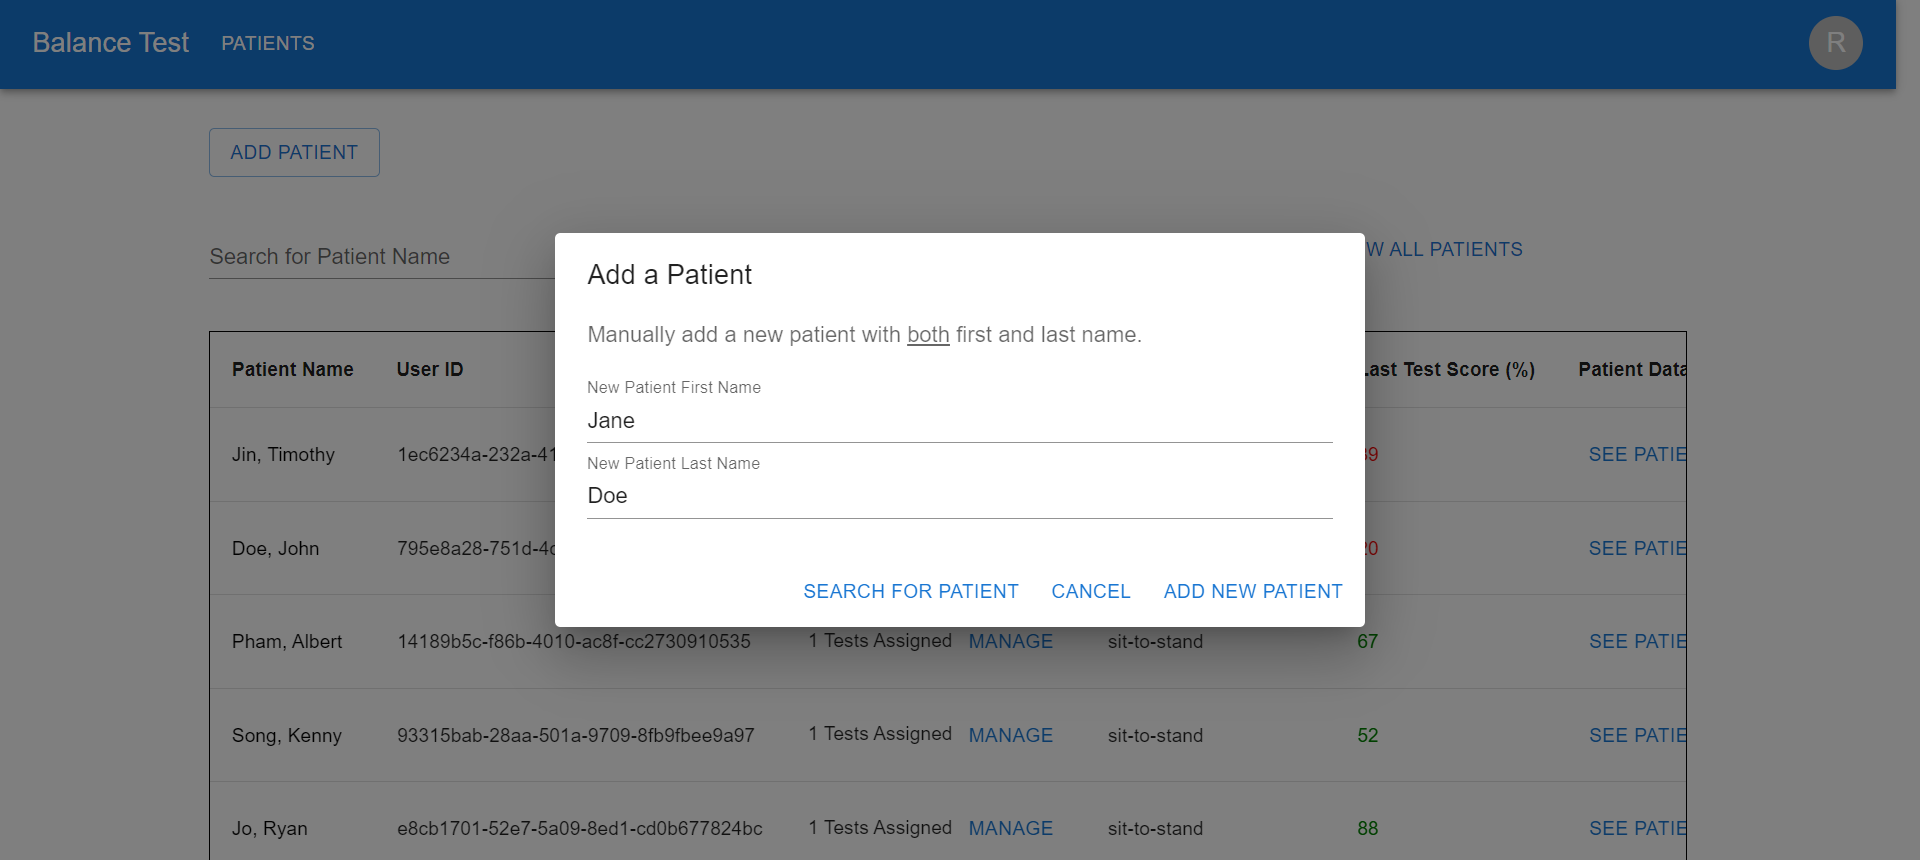 Balance Test PATIENTS R
ADD PATIENT
Search for Patient Name
W ALL PATIENTS
Add a Patient
Manually add a new patient with both first and last name.
New Patient First Name
Jane
New Patient Last Name
Doe
SEARCH FOR PATIENT CANCEL ADD NEW PATIENT
Patient Name User ID Last Test Score (%) Patient Data
Jin, Timothy 1ec6234a-232a-41 39 SEE PATIE
Doe, John 795e8a28-751d-4c 20 SEE PATIE
Pham, Albert 14189b5c-f86b-4010-ac8f-cc2730910535 1 Tests Assigned MANAGE sit-to-stand 67 SEE PATIE
Song, Kenny 93315bab-28aa-501a-9709-8fb9fbee9a97 1 Tests Assigned MANAGE sit-to-stand 52 SEE PATIE
Jo, Ryan e8cb1701-52e7-5a09-8ed1-cd0b677824bc 1 Tests Assigned MANAGE sit-to-stand 88 SEE PATIE